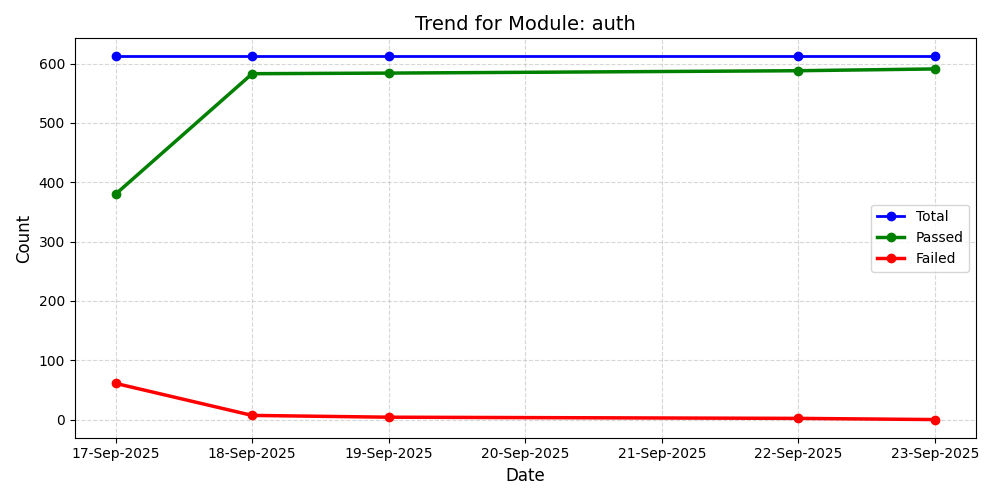 Trend for Module: auth
Count
600
500
400
300
200
100
0
Total
Passed
Failed
17-Sep-2025 18-Sep-2025 19-Sep-2025 20-Sep-2025 21-Sep-2025 22-Sep-2025 23-Sep-2025
Date